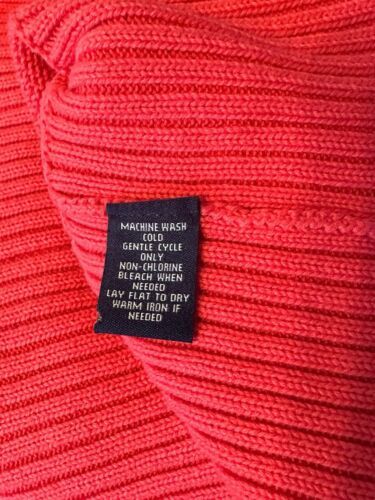 MACHINE WASH
COLD
GENTLE CYCLE
ONLY
NON-CHLORINE
BLEACH WHEN
NEEDED
LAY FLAT TO DRY
WARM IRON IF
NEEDED